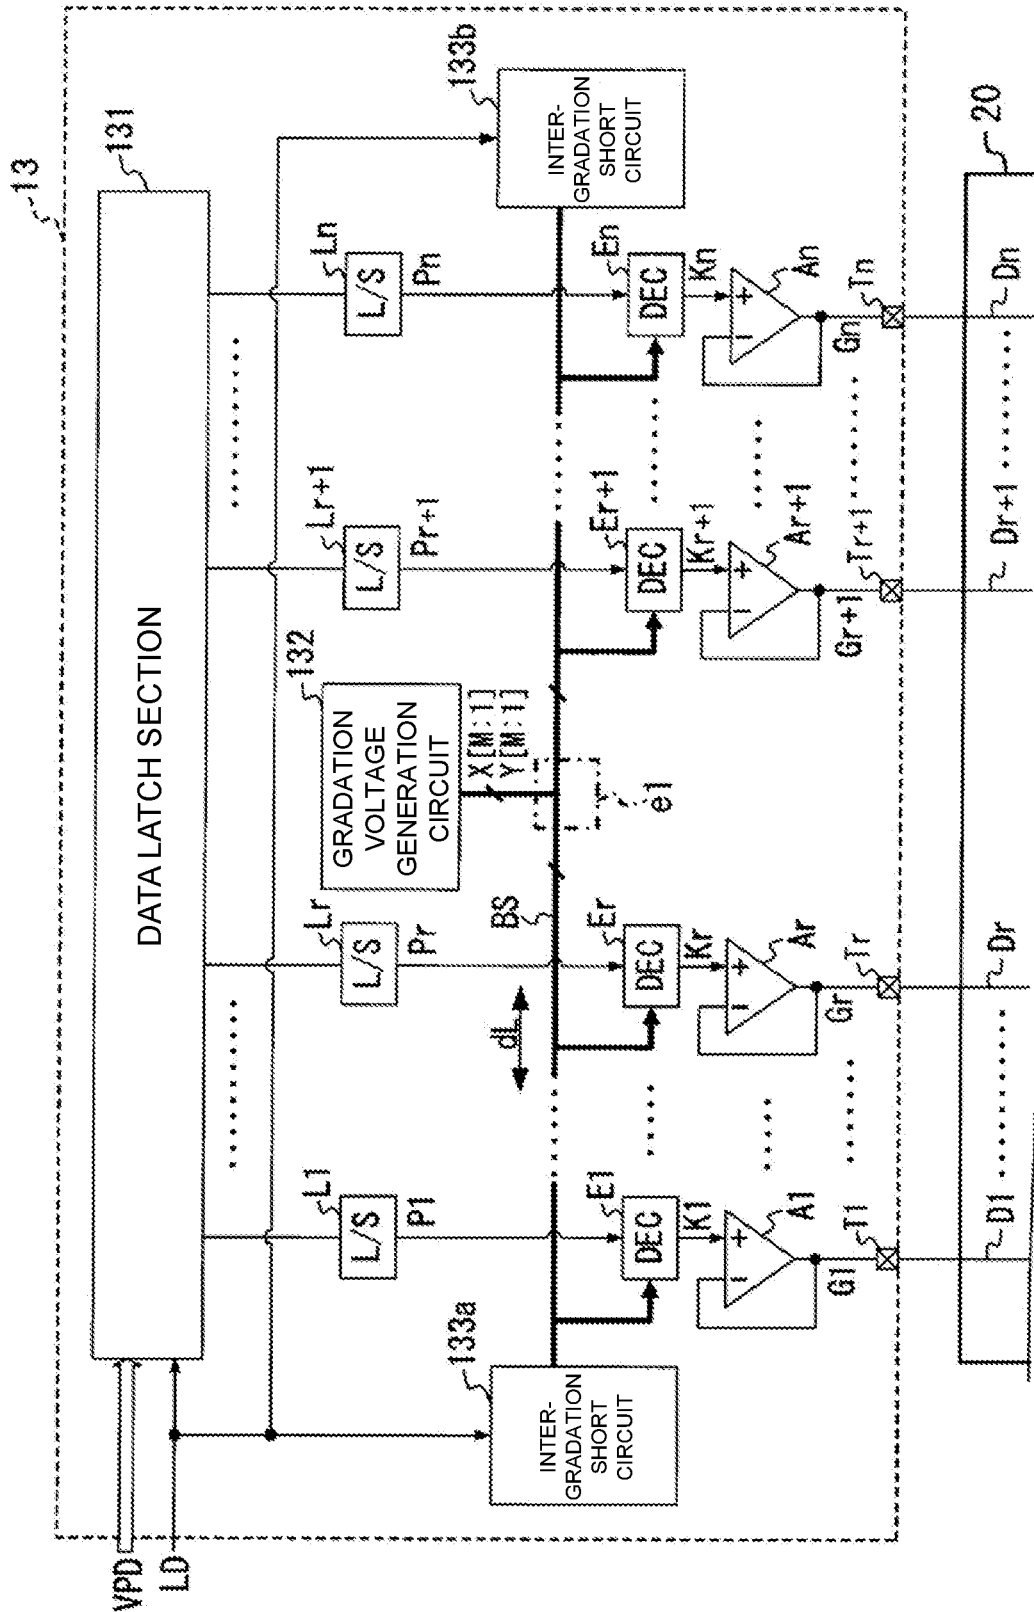 13
VPD
LD
131
DATA LATCH SECTION
L1
L/S
P1
Lr
L/S
Pr
132
GRADATION
VOLTAGE
GENERATION
CIRCUIT
X[M:1]
Y[M:1]
Lr+1
L/S
Pr+1
Ln
L/S
Pn
133a
INTER-
GRADATION
SHORT
CIRCUIT
133b
INTER-
GRADATION
SHORT
CIRCUIT
dL
BS
e1
E1
DEC
K1
Er
DEC
Kr
Er+1
DEC
Kr+1
En
DEC
Kn
+
−
A1
+
−
Ar
+
−
Ar+1
+
−
An
G1
T1
Gr
Tr
Gr+1
Tr+1
Gn
Tn
20
D1
Dr
Dr+1
Dn